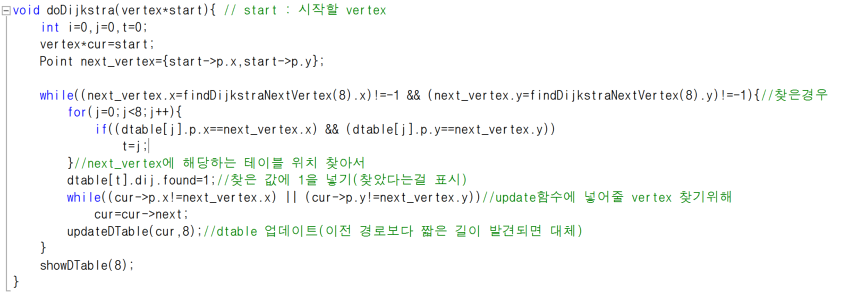 void doDijkstra(vertex*start){ // start : 시작할 vertex
int i=0,j=0,t=0;
vertex*cur=start;
Point next_vertex={start->p.x,start->p.y};
while((next_vertex.x=findDijkstraNextVertex(8).x)!=-1 && (next_vertex.y=findDijkstraNextVertex(8).y)!=-1){//찾은경우
for(j=0;j<8;j++){
if((dtable[j].p.x==next_vertex.x) && (dtable[j].p.y==next_vertex.y))
t=j;
}//next_vertex에 해당하는 테이블 위치 찾아서
dtable[t].dij.found=1;//찾은 값에 1을 넣기(찾았다는걸 표시)
while((cur->p.x!=next_vertex.x) || (cur->p.y!=next_vertex.y))//update함수에 넣어줄 vertex 찾기위해
cur=cur->next;
updateDTable(cur,8);//dtable 업데이트(이전 경로보다 짧은 길이 발견되면 대체)
}
showDTable(8);
}